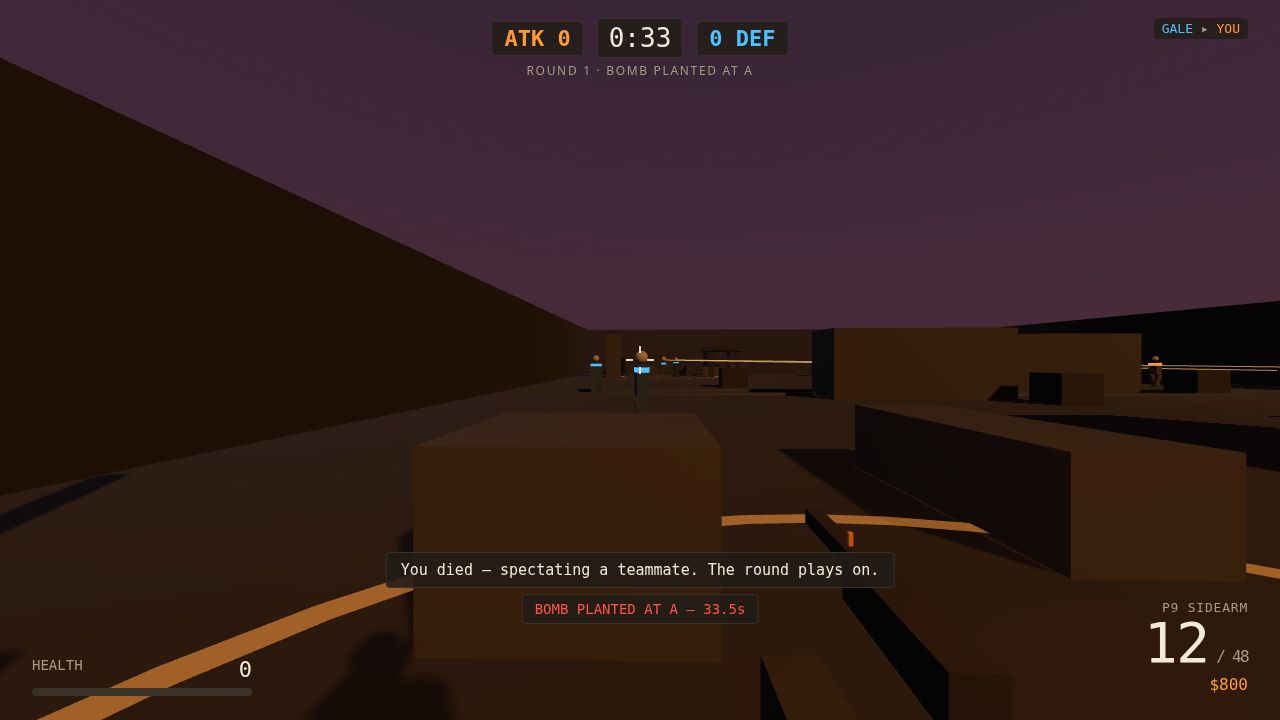 ATK 0
0:33
0 DEF
ROUND 1 · BOMB PLANTED AT A
GALE ▸ YOU
You died — spectating a teammate. The round plays on.
BOMB PLANTED AT A — 33.5s
HEALTH 0
P9 SIDEARM
12 / 48
$800